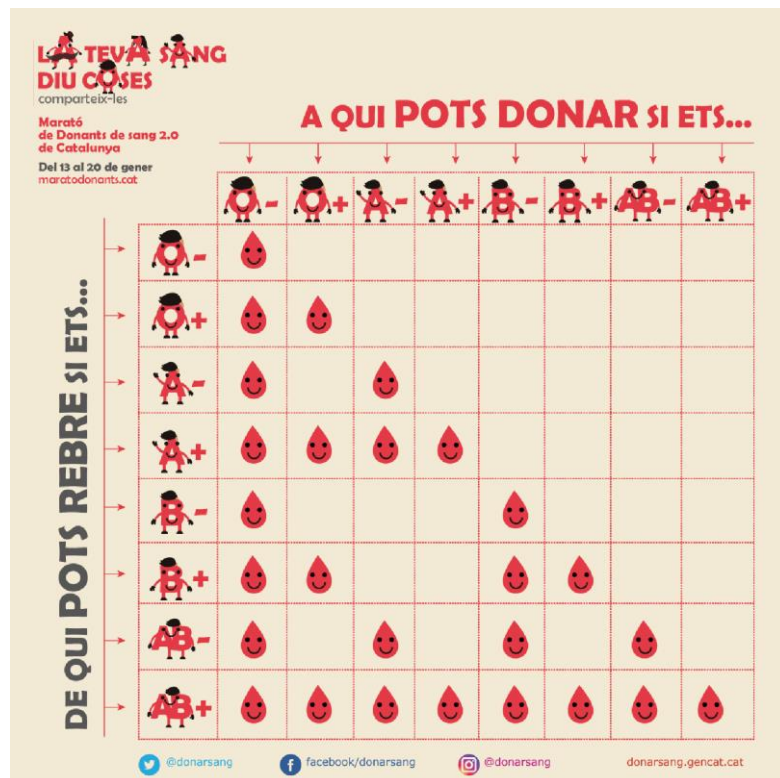 LA TEVA SANG
DIU COSES
comparteix-les
Marató
de Donants de sang 2.0
de Catalunya
Del 13 al 20 de gener
maratodonants.cat
A QUI POTS DONAR SI ETS...
O- O+ A- A+ B- B+ AB- AB+
DE QUI POTS REBRE SI ETS...
O-
O+
A-
A+
B-
B+
AB-
AB+
@donarsang facebook/donarsang @donarsang donarsang.gencat.cat